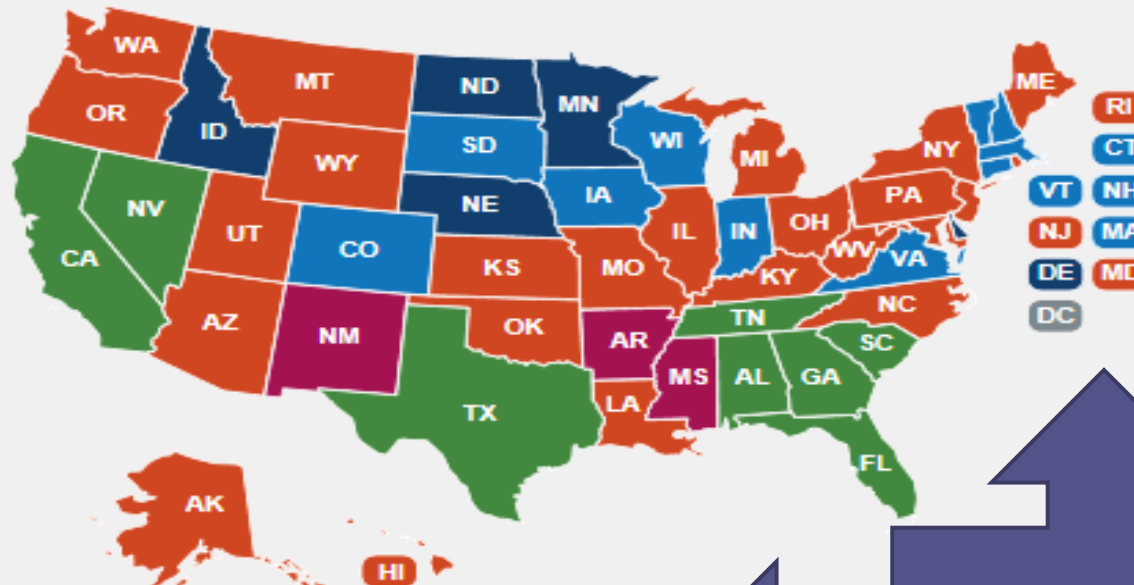 WA
MT
ND
MN
ME
OR
ID
SD
WI
MI
NY
RI
CT
WY
NE
IA
PA
VT
NH
NV
UT
CO
IL
IN
OH
WV
VA
NJ
MA
CA
KS
MO
KY
DE
MD
AZ
NM
OK
AR
TN
NC
DC
SC
MS
AL
GA
TX
LA
FL
AK
HI